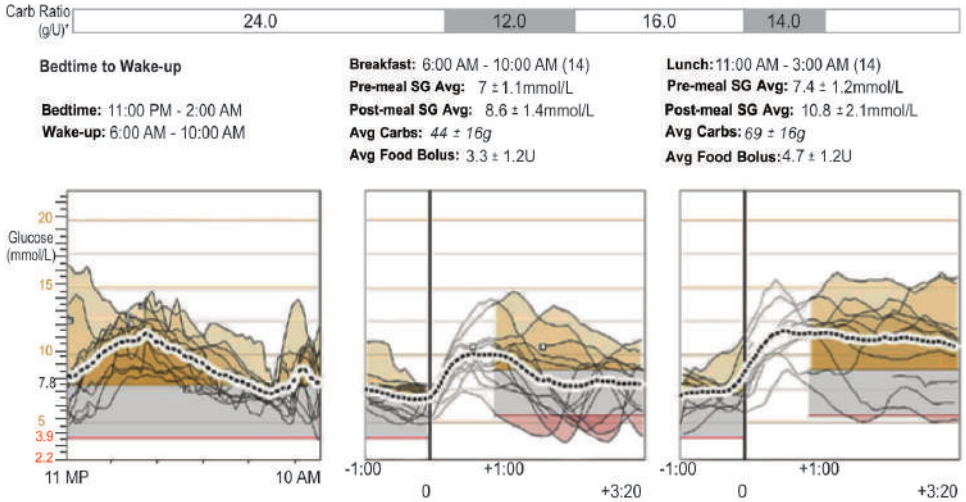 Carb Ratio
(g/U)*
24.0 12.0 16.0 14.0
Bedtime to Wake-up
Bedtime: 11:00 PM - 2:00 AM
Wake-up: 6:00 AM - 10:00 AM
Breakfast: 6:00 AM - 10:00 AM (14)
Pre-meal SG Avg: 7 ± 1.1mmol/L
Post-meal SG Avg: 8.6 ± 1.4mmol/L
Avg Carbs: 44 ± 16g
Avg Food Bolus: 3.3 ± 1.2U
Lunch: 11:00 AM - 3:00 AM (14)
Pre-meal SG Avg: 7.4 ± 1.2mmol/L
Post-meal SG Avg: 10.8 ± 2.1mmol/L
Avg Carbs: 69 ± 16g
Avg Food Bolus: 4.7 ± 1.2U
20
Glucose
(mmol/L)
15
10
7.8
5
3.9
2.2
11 MP 10 AM
-1:00 +1:00
0 +3:20
-1:00 +1:00
0 +3:20